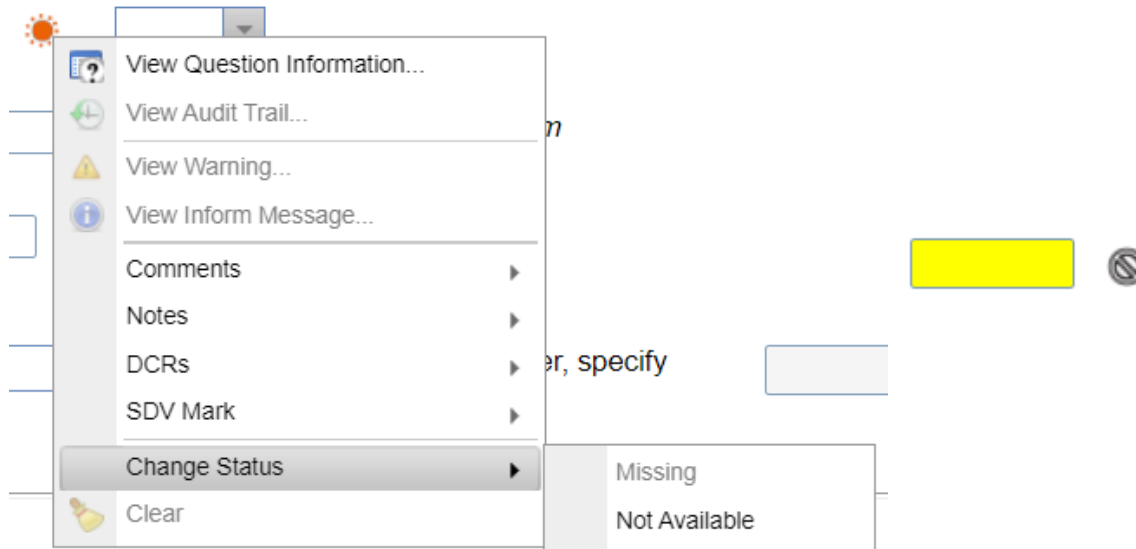 View Question Information...
View Audit Trail...
m
View Warning...
View Inform Message...
Comments
Notes
DCRs
er, specify
SDV Mark
Change Status
Missing
Clear
Not Available